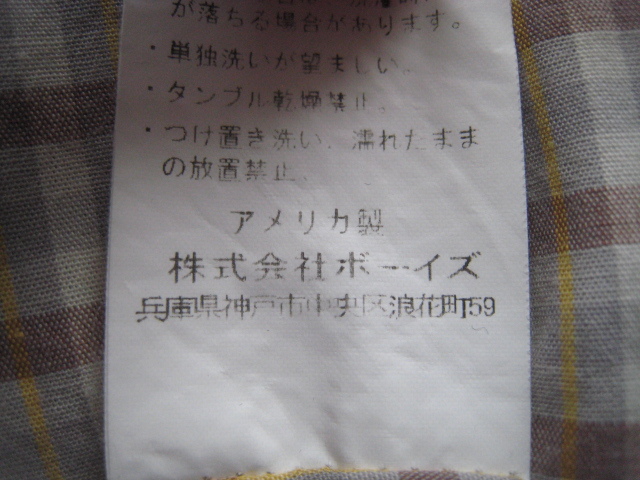 が落ちる場合があります。
・単独洗いが望ましい。
・タンブル乾燥禁止。
・つけ置き洗い、濡れたまま
の放置禁止。
アメリカ製
株式会社ボーイズ
兵庫県神戸市中央区浪花町59